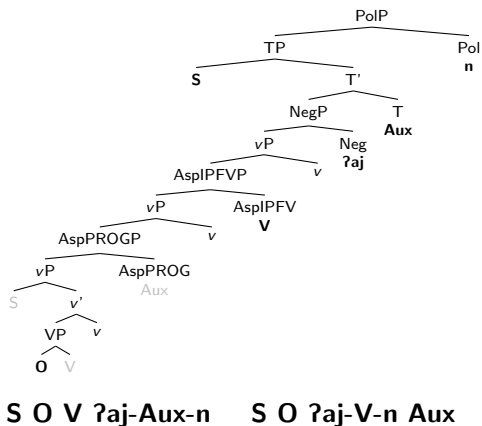 PolP
TP Pol
n
S T'
NegP T
Aux
vP Neg
ʔaj
AspIPFVP v
vP AspIPFV
V
AspPROGP v
vP AspPROG
Aux
S v'
VP v
O V
S O V ʔaj-Aux-n S O ʔaj-V-n Aux